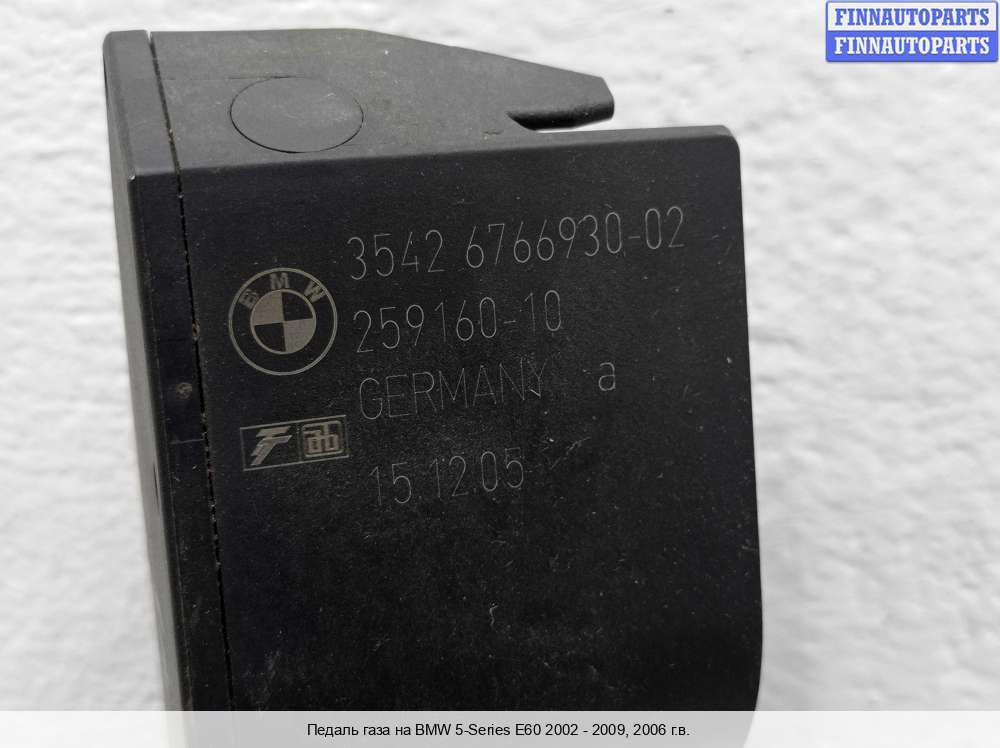 FINNAUTOPARTS
FINNAUTOPARTS
3542 6766930-02
BMW
259160-10
GERMANY a
15.12.05
Педаль газа на BMW 5-Series E60 2002 - 2009, 2006 г.в.